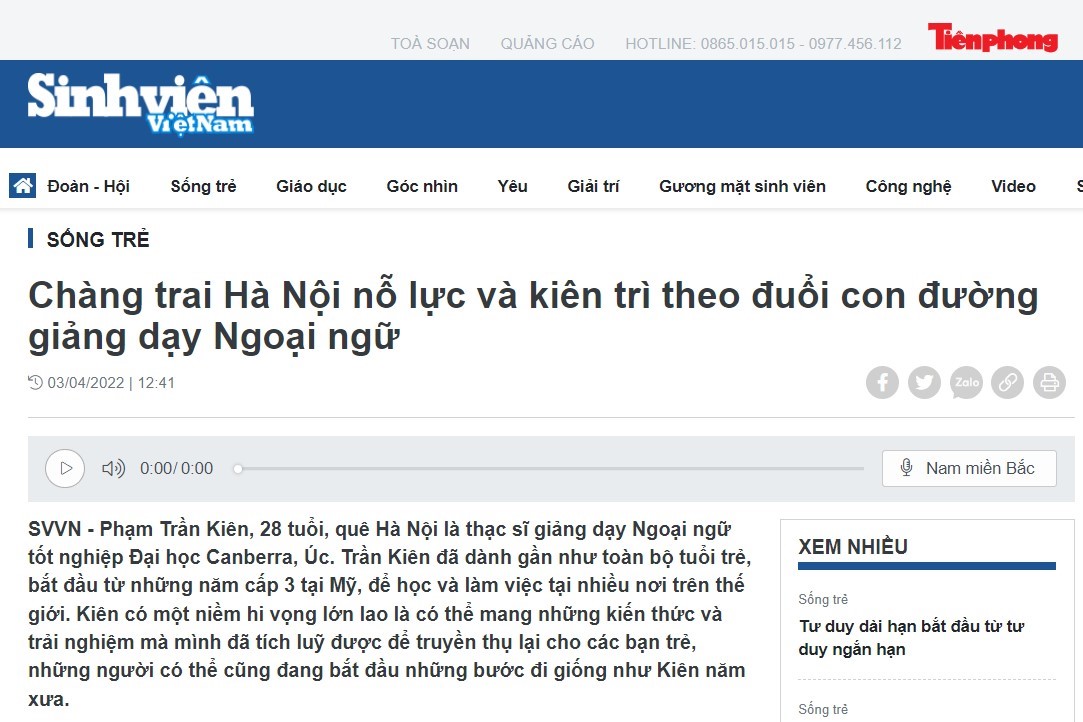 TOÀ SOẠN QUẢNG CÁO HOTLINE: 0865.015.015 - 0977.456.112 Tiênphong
Sinhviên
ViệtNam
Đoàn - Hội Sống trẻ Giáo dục Góc nhìn Yêu Giải trí Gương mặt sinh viên Công nghệ Video
SỐNG TRẺ
Chàng trai Hà Nội nỗ lực và kiên trì theo đuổi con đường
giảng dạy Ngoại ngữ
03/04/2022 | 12:41
Zalo
0:00/ 0:00 Nam miền Bắc
SVVN - Phạm Trần Kiên, 28 tuổi, quê Hà Nội là thạc sĩ giảng dạy Ngoại ngữ
tốt nghiệp Đại học Canberra, Úc. Trần Kiên đã dành gần như toàn bộ tuổi trẻ,
bắt đầu từ những năm cấp 3 tại Mỹ, để học và làm việc tại nhiều nơi trên thế
giới. Kiên có một niềm hi vọng lớn lao là có thể mang những kiến thức và
trải nghiệm mà mình đã tích luỹ được để truyền thụ lại cho các bạn trẻ,
những người có thể cũng đang bắt đầu những bước đi giống như Kiên năm
xưa.
XEM NHIỀU
Sống trẻ
Tư duy dài hạn bắt đầu từ tư
duy ngắn hạn
Sống trẻ